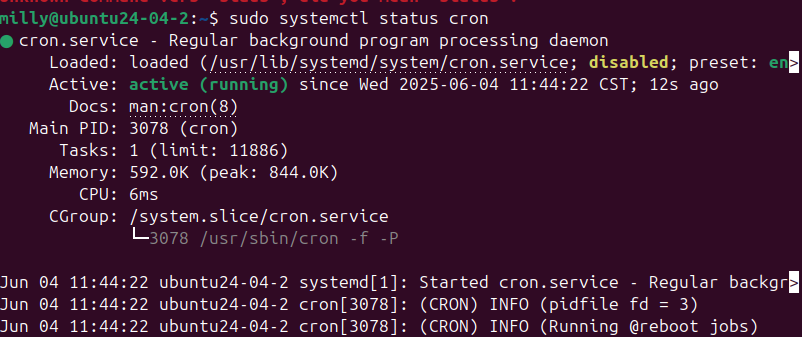 milly@ubuntu24-04-2:~$ sudo systemctl status cron
● cron.service - Regular background program processing daemon
Loaded: loaded (/usr/lib/systemd/system/cron.service; disabled; preset: en>
Active: active (running) since Wed 2025-06-04 11:44:22 CST; 12s ago
Docs: man:cron(8)
Main PID: 3078 (cron)
Tasks: 1 (limit: 11886)
Memory: 592.0K (peak: 844.0K)
CPU: 6ms
CGroup: /system.slice/cron.service
└─3078 /usr/sbin/cron -f -P
Jun 04 11:44:22 ubuntu24-04-2 systemd[1]: Started cron.service - Regular backgr>
Jun 04 11:44:22 ubuntu24-04-2 cron[3078]: (CRON) INFO (pidfile fd = 3)
Jun 04 11:44:22 ubuntu24-04-2 cron[3078]: (CRON) INFO (Running @reboot jobs)